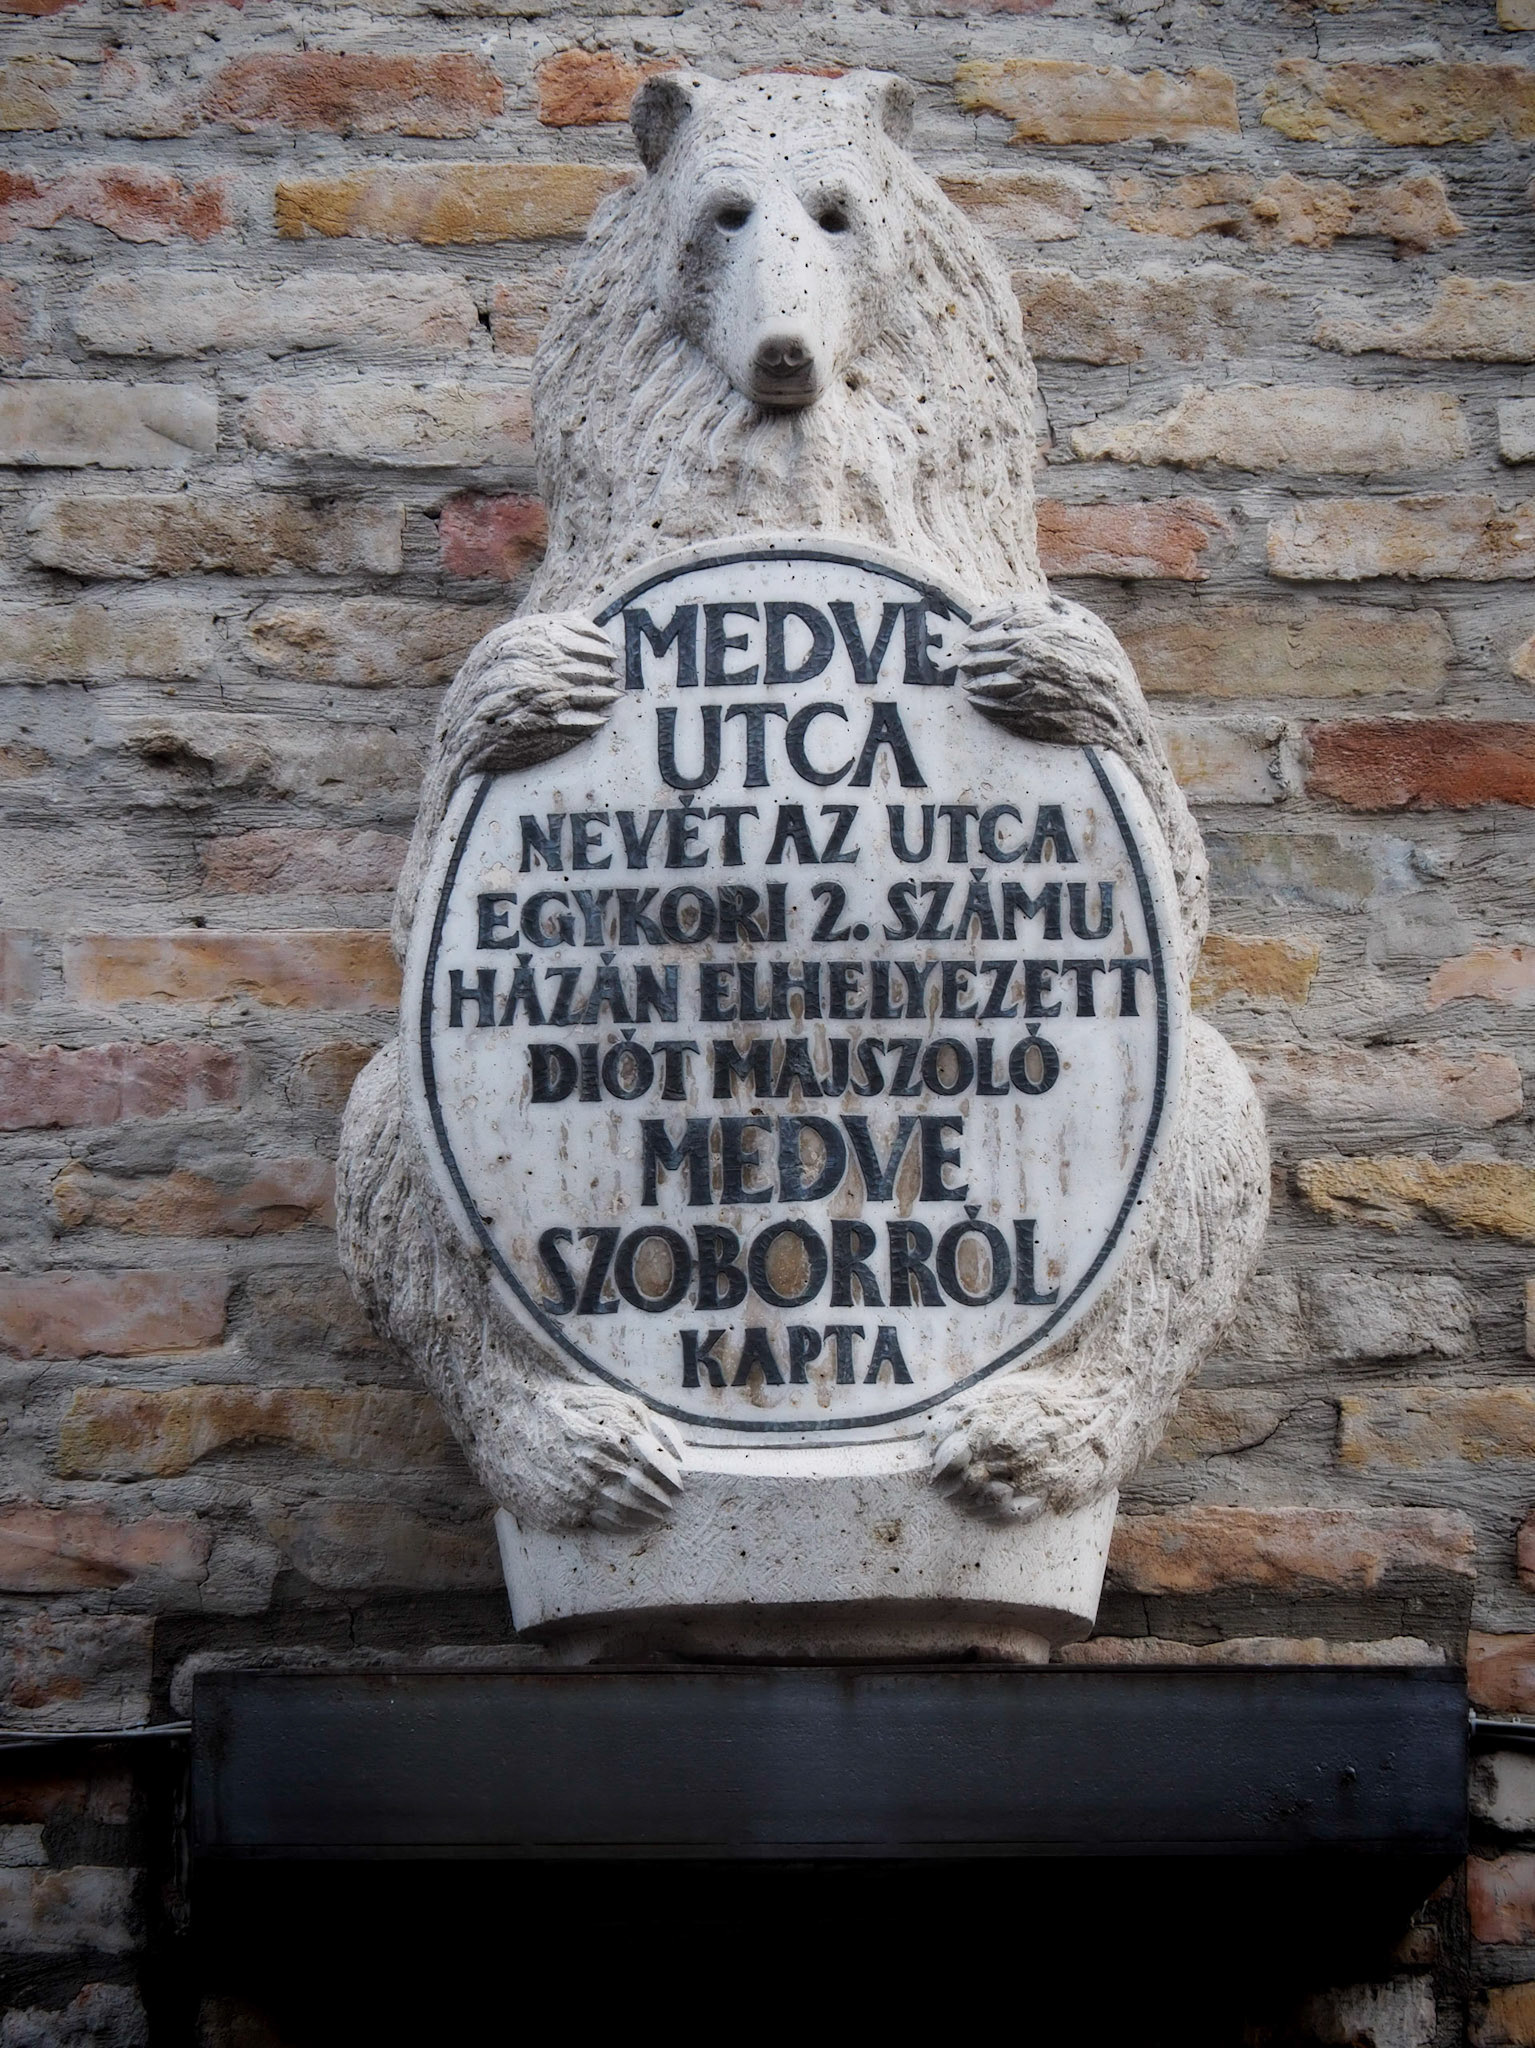 MEDVE
UTCA
NEVÉT AZ UTCA
EGYKORI 2. SZÁMU
HÁZÁN ELHELYEZETT
DIÓT MAJSZOLÓ
MEDVE
SZOBORRÓL
KAPTA